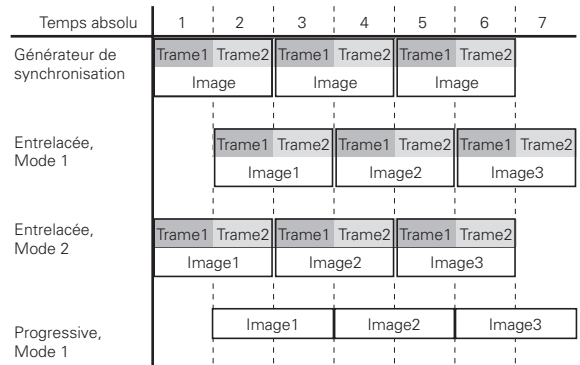 Temps absolu 1 2 3 4 5 6 7
Générateur de
synchronisation
Trame1 Trame2 Trame1 Trame2 Trame1 Trame2
Image Image Image
Entrelacée,
Mode 1
Trame1 Trame2 Trame1 Trame2 Trame1 Trame2
Image1 Image2 Image3
Entrelacée,
Mode 2
Trame1 Trame2 Trame1 Trame2 Trame1 Trame2
Image1 Image2 Image3
Progressive,
Mode 1
Image1 Image2 Image3